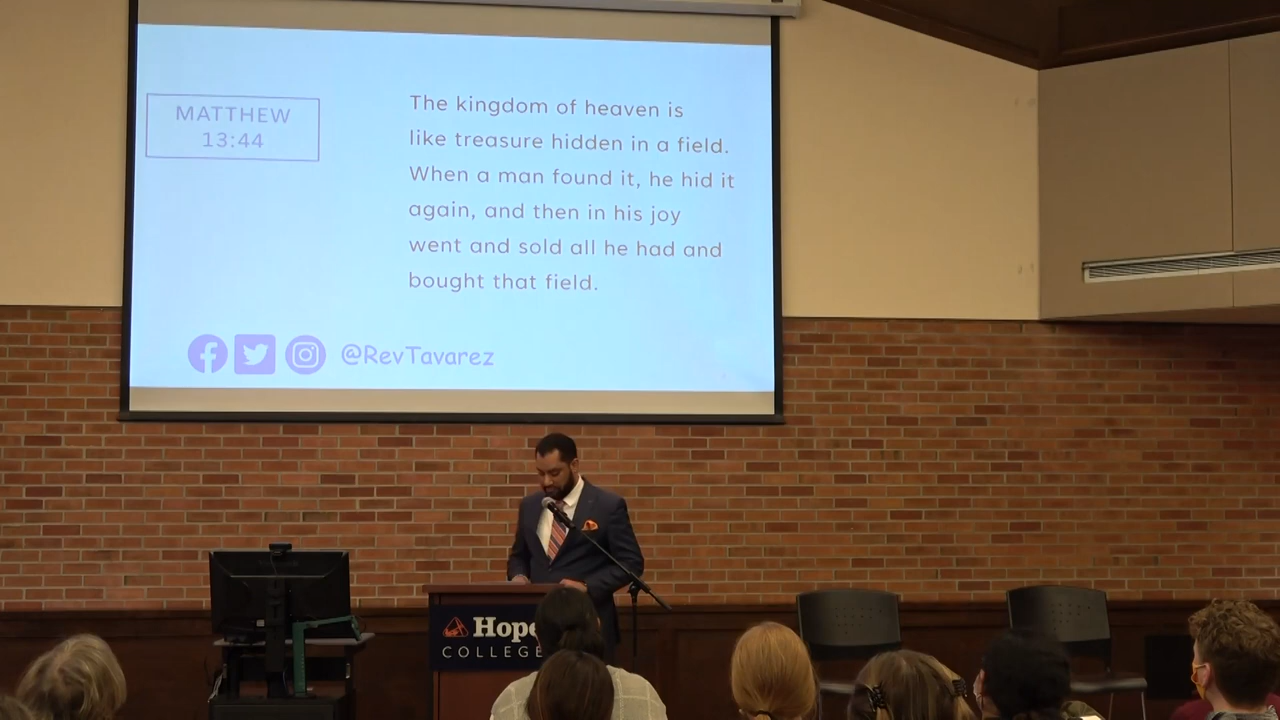 MATTHEW
13:44
The kingdom of heaven is
like treasure hidden in a field.
When a man found it, he hid it
again, and then in his joy
went and sold all he had and
bought that field.
@RevTavarez
Hope
COLLEGE